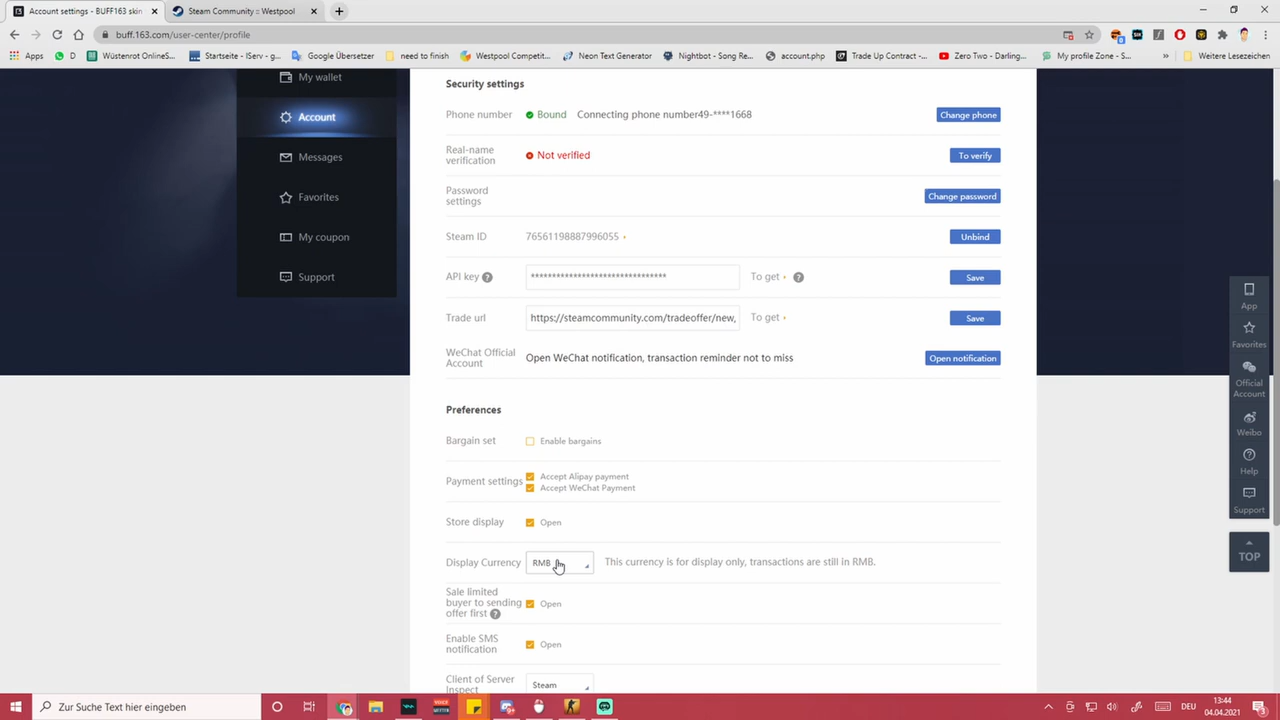 Account settings - BUFF163 skin
Steam Community :: Westpool
buff.163.com/user-center/profile
Apps
D
Wüstenrot OnlineS...
Startseite - IServ - g...
Google Übersetzer
need to finish
Westpool Competit...
Neon Text Generator
Nightbot - Song Re...
account.php
Trade Up Contract -...
Zero Two - Darling...
My profile Zone - S...
»
Weitere Lesezeichen
My wallet
Account
Messages
Favorites
My coupon
Support
Security settings
Phone number Bound Connecting phone number49-****1668 Change phone
Real-name
verification
Not verified To verify
Password
settings
Change password
Steam ID 76561198887996055 Unbind
API key ? ******************************** To get ? Save
Trade url https://steamcommunity.com/tradeoffer/new, To get Save
WeChat Official
Account
Open WeChat notification, transaction reminder not to miss Open notification
Preferences
Bargain set Enable bargains
Payment settings Accept Alipay payment
Accept WeChat Payment
Store display Open
Display Currency RMB This currency is for display only, transactions are still in RMB.
Sale limited
buyer to sending
offer first ?
Open
Enable SMS
notification
Open
Client of Server
Inspect
Steam
App
Favorites
Official
Account
Weibo
Help
Support
TOP
Zur Suche Text hier eingeben
DEU
13:44
04.04.2021